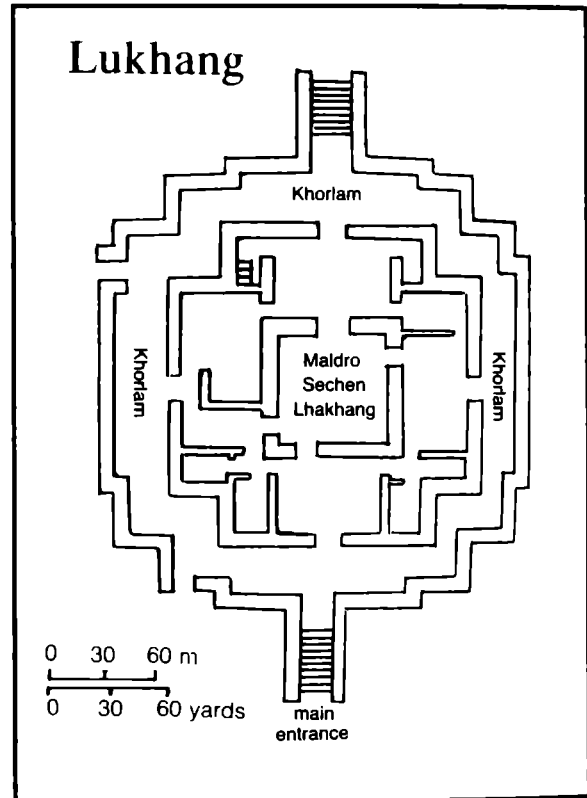 Lukhang
Khorlam
Khorlam
Maldro
Sechen
Lhakhang
Khorlam
0 30 60 m
0 30 60 yards
main
entrance